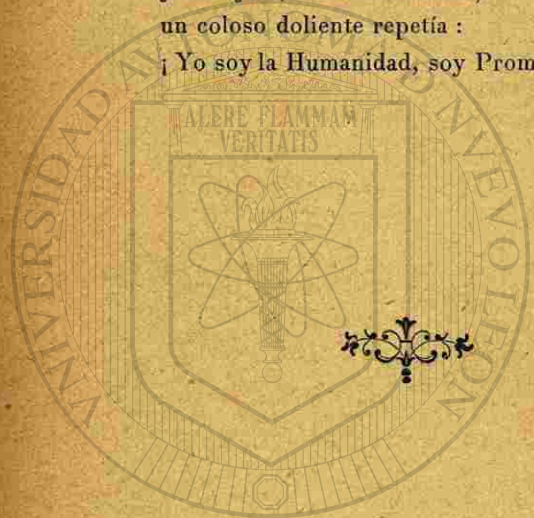 un coloso doliente repetía :
¡ Yo soy la Humanidad, soy Prom
ALERE FLAMMAM
VERITATIS